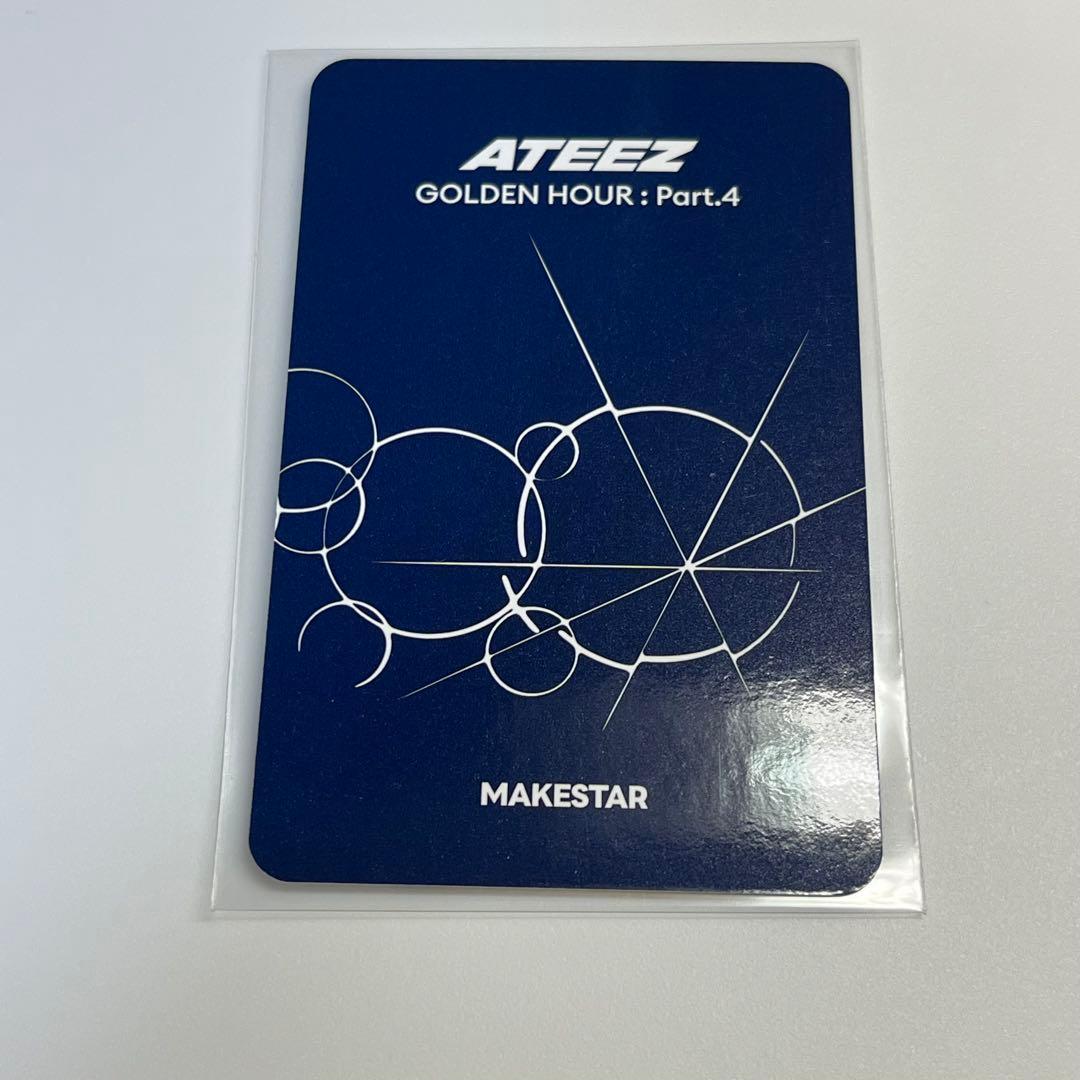 ATEEZ
GOLDEN HOUR : Part.4
MAKESTAR